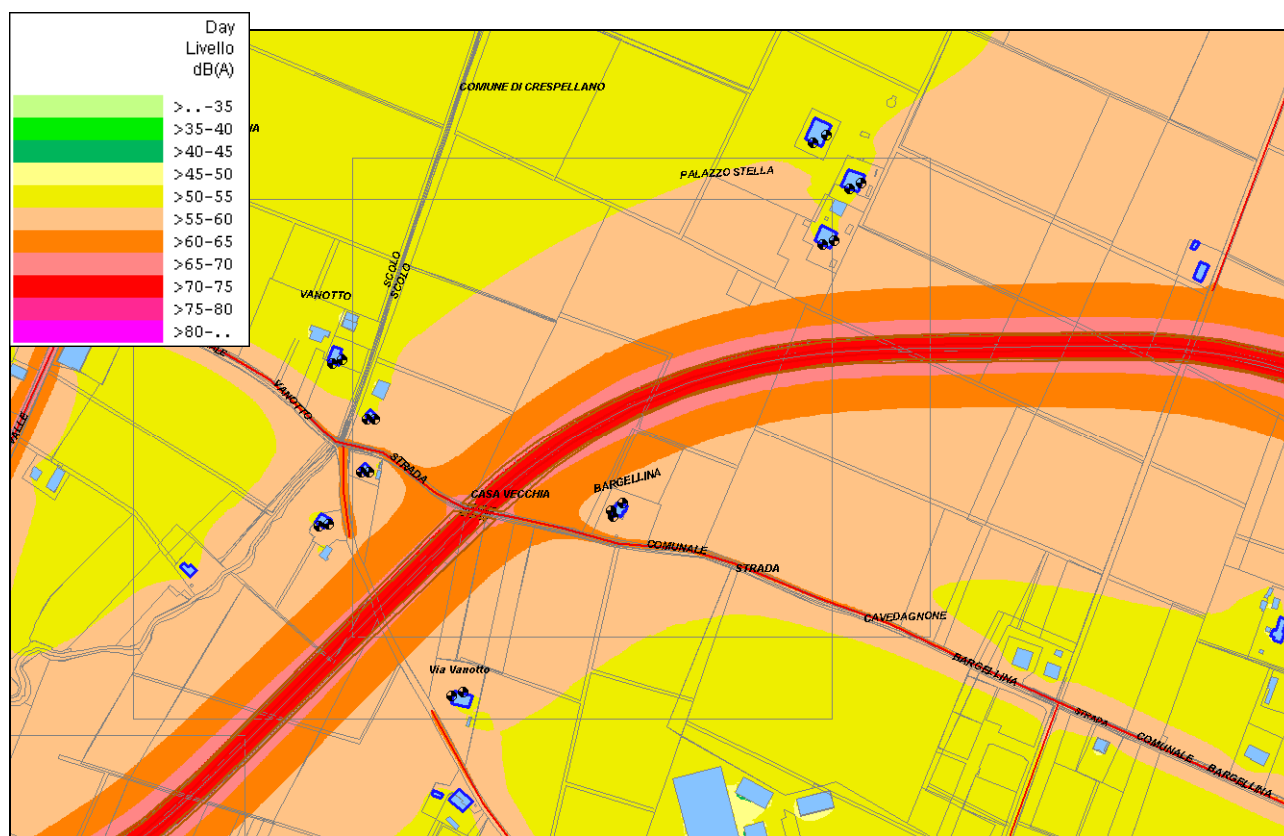 Day
Livello
dB(A)
>..-35
>35-40
>40-45
>45-50
>50-55
>55-60
>60-65
>65-70
>70-75
>75-80
>80-..
COMUNE DI CRESPELLANO
PALAZZO STELLA
SCOLO
SCOLO
VANOTTO
VANOTTO
VALLE
STRADA
CASA VECCHIA
BARGELLINA
COMUNALE
STRADA
CAVEDAGNONE
BARGELLINA
Via Vanotto
STRADA
COMUNALE
BARGELLINA